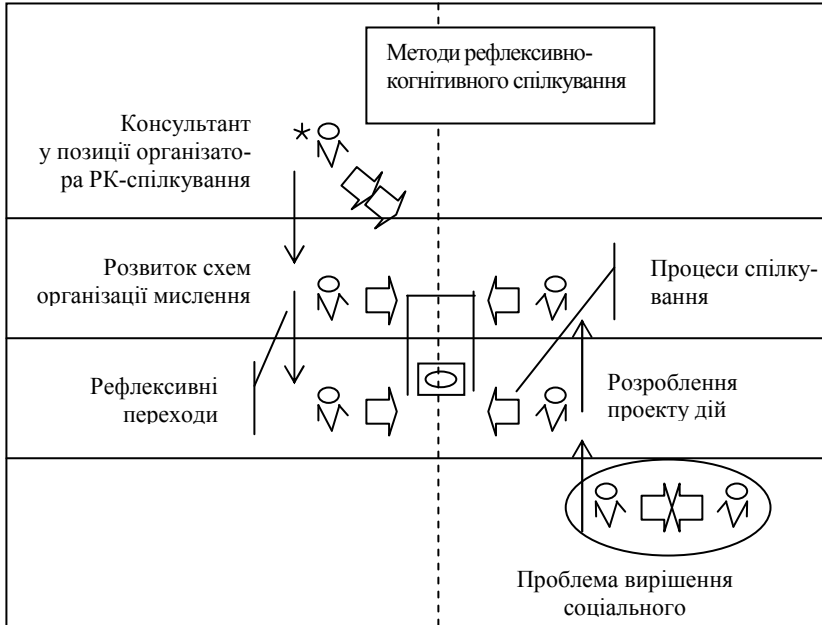 Методи рефлексивно-
когнітивного спілкування
Консультант
у позиції організато-
ра РК-спілкування
Розвиток схем
організації мислення
Процеси спілку-
вання
Рефлексивні
переходи
Розроблення
проекту дій
Проблема вирішення
соціального